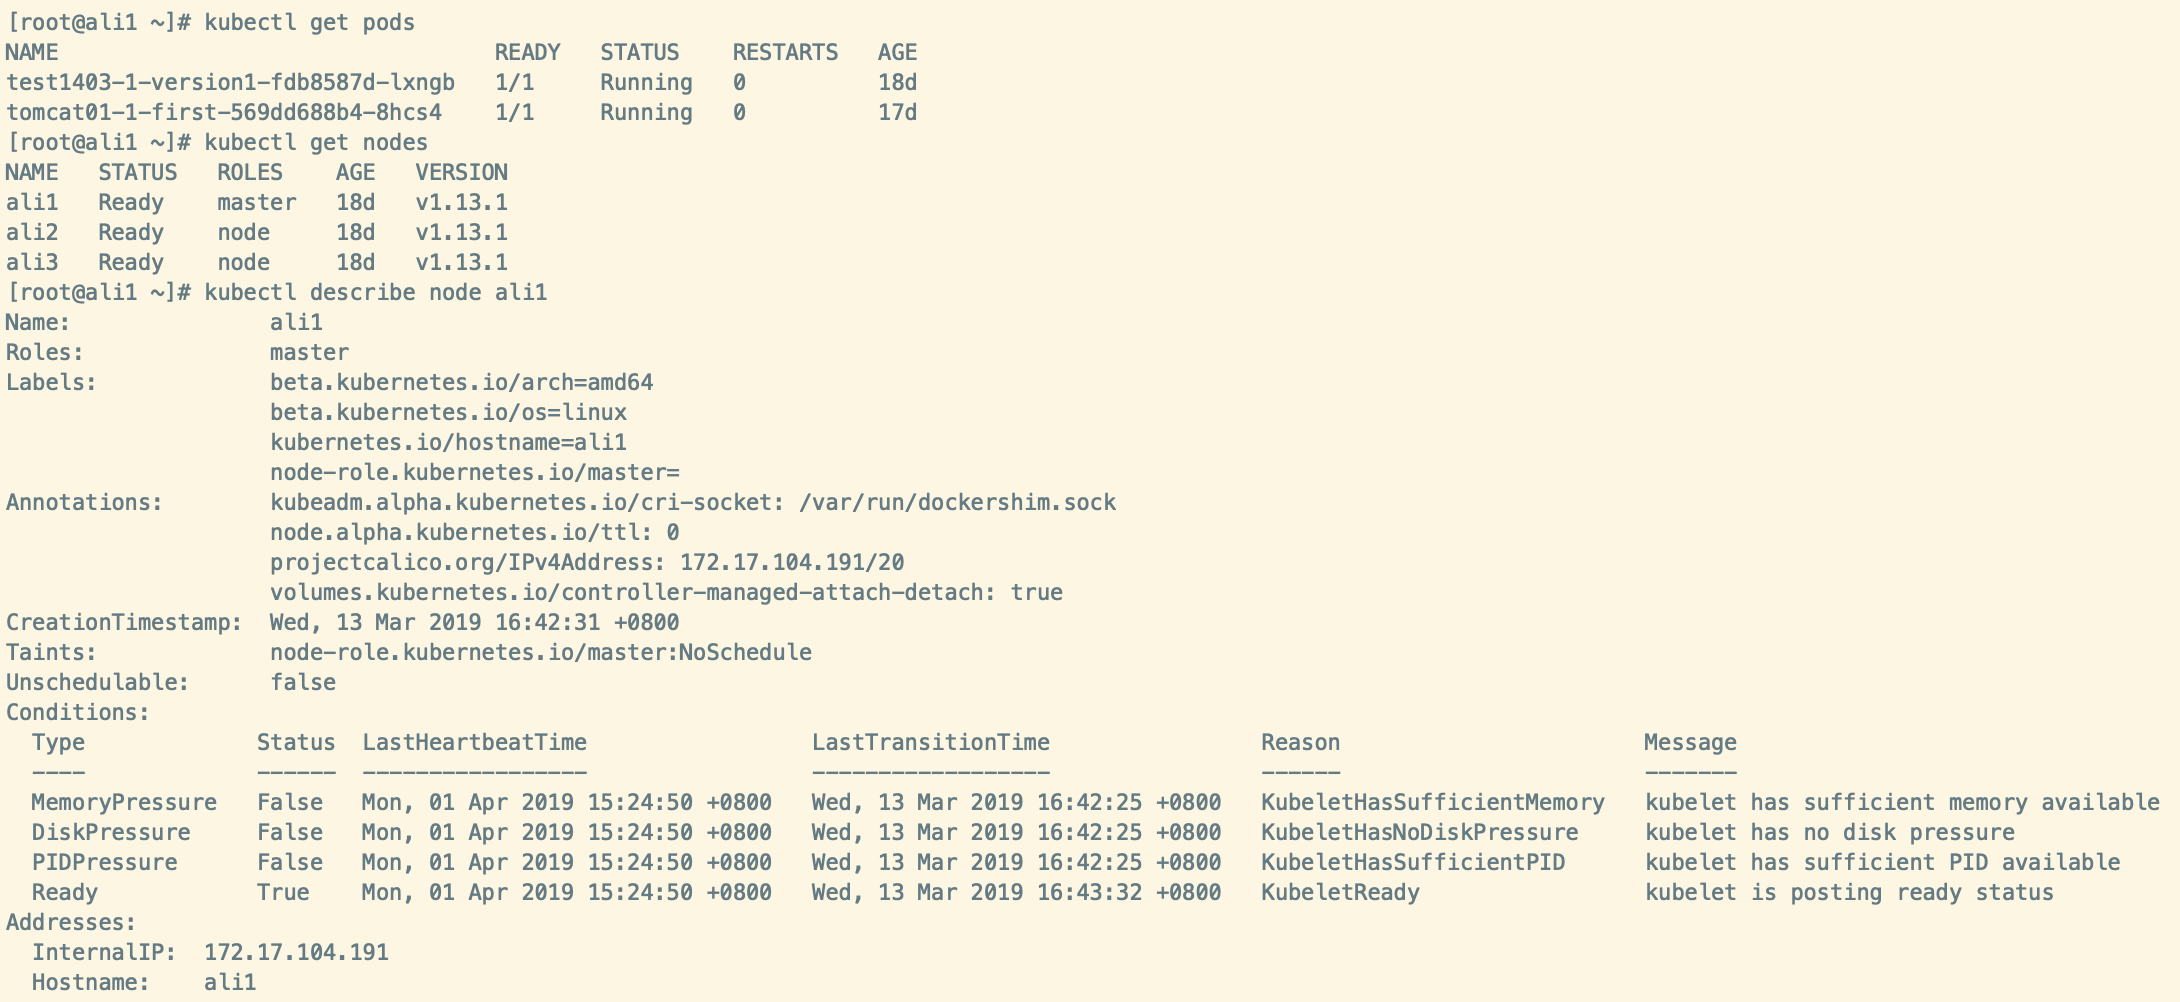 [root@ali1 ~]# kubectl get pods
NAME                                 READY   STATUS    RESTARTS   AGE
test1403-1-version1-fdb8587d-lxngb   1/1     Running   0          18d
tomcat01-1-first-569dd688b4-8hcs4    1/1     Running   0          17d
[root@ali1 ~]# kubectl get nodes
NAME   STATUS   ROLES    AGE   VERSION
ali1   Ready    master   18d   v1.13.1
ali2   Ready    node     18d   v1.13.1
ali3   Ready    node     18d   v1.13.1
[root@ali1 ~]# kubectl describe node ali1
Name:               ali1
Roles:              master
Labels:             beta.kubernetes.io/arch=amd64
                    beta.kubernetes.io/os=linux
                    kubernetes.io/hostname=ali1
                    node-role.kubernetes.io/master=
Annotations:        kubeadm.alpha.kubernetes.io/cri-socket: /var/run/dockershim.sock
                    node.alpha.kubernetes.io/ttl: 0
                    projectcalico.org/IPv4Address: 172.17.104.191/20
                    volumes.kubernetes.io/controller-managed-attach-detach: true
CreationTimestamp:  Wed, 13 Mar 2019 16:42:31 +0800
Taints:             node-role.kubernetes.io/master:NoSchedule
Unschedulable:      false
Conditions:
  Type             Status  LastHeartbeatTime                 LastTransitionTime                Reason                       Message
  ----             ------  -----------------                 ------------------                ------                       -------
  MemoryPressure   False   Mon, 01 Apr 2019 15:24:50 +0800   Wed, 13 Mar 2019 16:42:25 +0800   KubeletHasSufficientMemory   kubelet has sufficient memory available
  DiskPressure     False   Mon, 01 Apr 2019 15:24:50 +0800   Wed, 13 Mar 2019 16:42:25 +0800   KubeletHasNoDiskPressure     kubelet has no disk pressure
  PIDPressure      False   Mon, 01 Apr 2019 15:24:50 +0800   Wed, 13 Mar 2019 16:42:25 +0800   KubeletHasSufficientPID      kubelet has sufficient PID available
  Ready            True    Mon, 01 Apr 2019 15:24:50 +0800   Wed, 13 Mar 2019 16:43:32 +0800   KubeletReady                 kubelet is posting ready status
Addresses:
  InternalIP:  172.17.104.191
  Hostname:    ali1